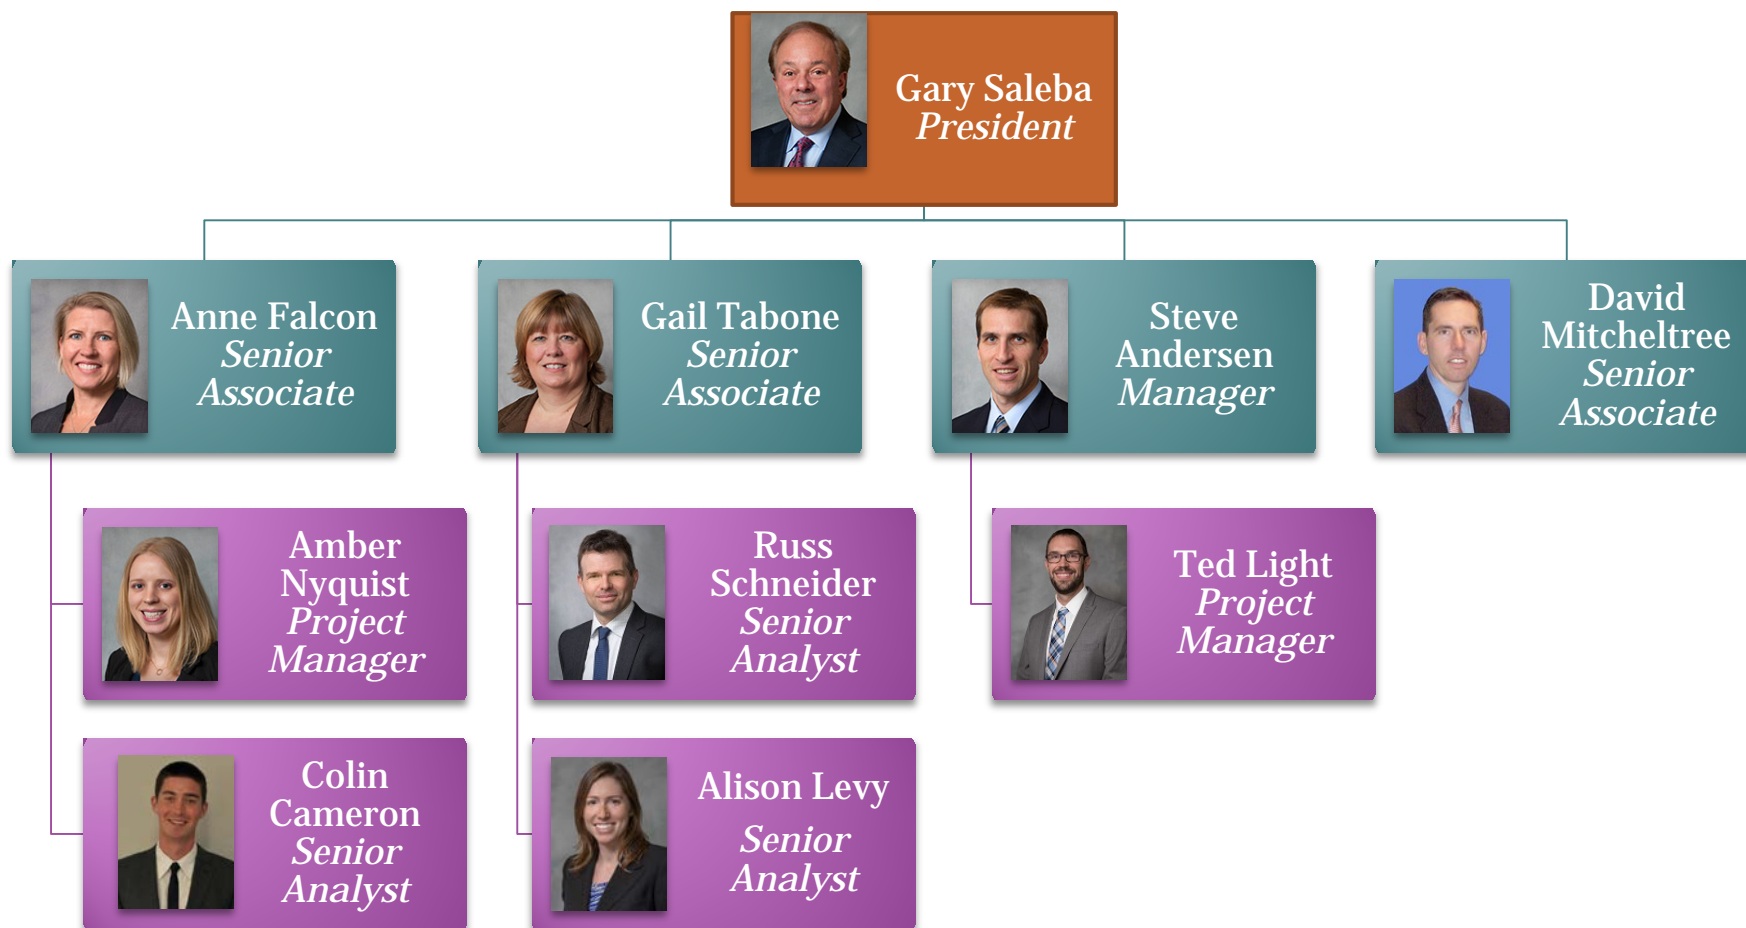 Gary Saleba
President
Anne Falcon
Senior
Associate
Gail Tabone
Senior
Associate
Steve
Andersen
Manager
David
Mitcheltree
Senior
Associate
Amber
Nyquist
Project
Manager
Russ
Schneider
Senior
Analyst
Ted Light
Project
Manager
Colin
Cameron
Senior
Analyst
Alison Levy
Senior
Analyst